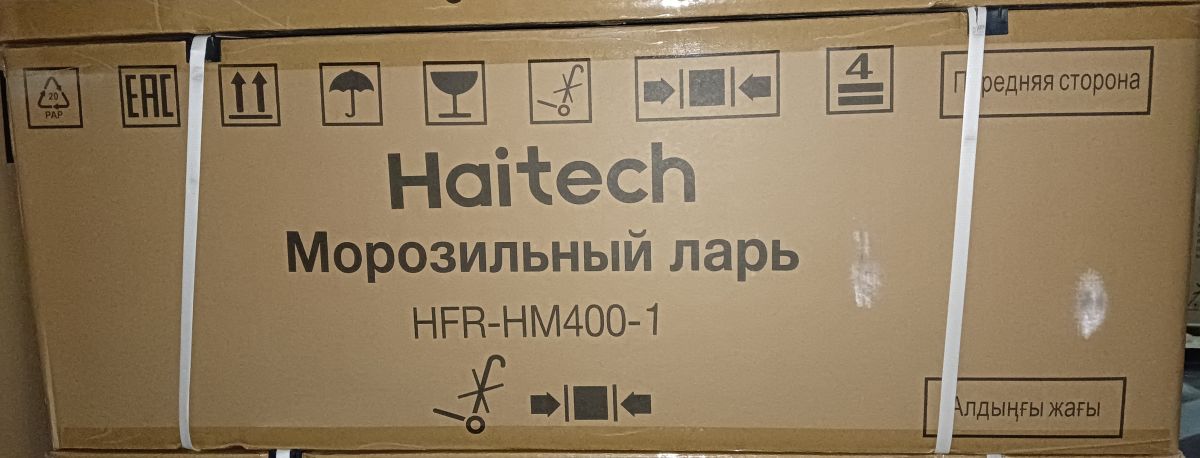 20
PAP
EAC
4
Передняя сторона
Haitech
Морозильный ларь
HFR-HM400-1
Алдыңғы жағы